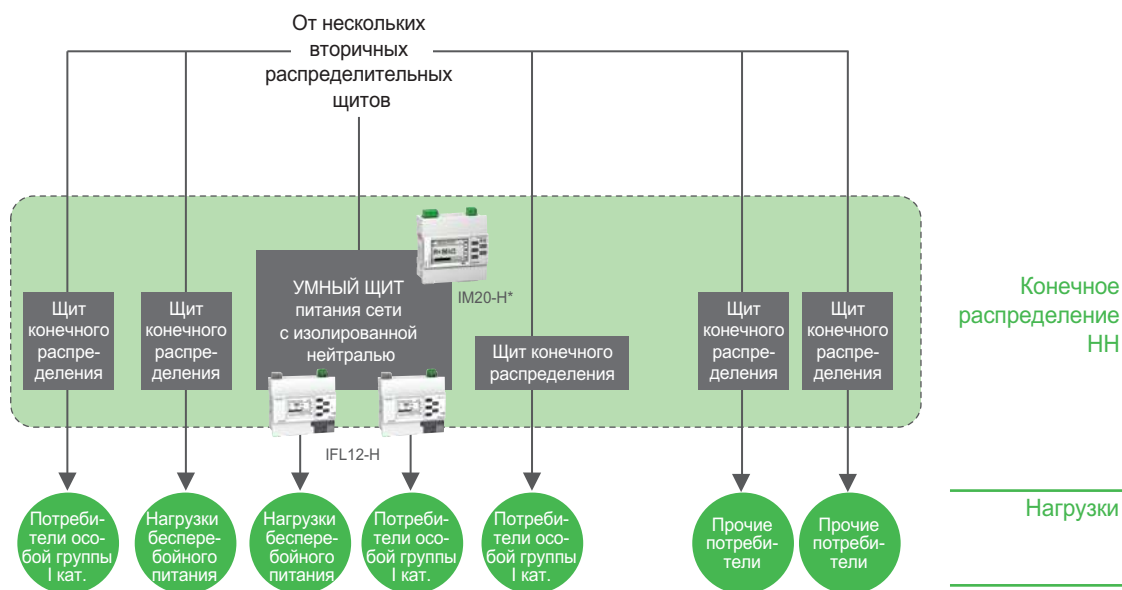 От нескольких
вторичных
распределительных
щитов
IM20-H*
УМНЫЙ ЩИТ
питания сети
с изолированной
нейтралью
Щит
конечного
распре-
деления
Щит
конечного
распре-
деления
Щит конечного
распределения
Щит
конечного
распре-
деления
Щит
конечного
распре-
деления
Конечное
распределение
НН
IFL12-H
Потреби-
тели осо-
бой группы
I кат.
Нагрузки
бесперe-
бойного
питания
Нагрузки
бесперe-
бойного
питания
Потреби-
тели осо-
бой группы
I кат.
Потреби-
тели осо-
бой группы
I кат.
Прочие
потреби-
тели
Прочие
потреби-
тели
Нагрузки